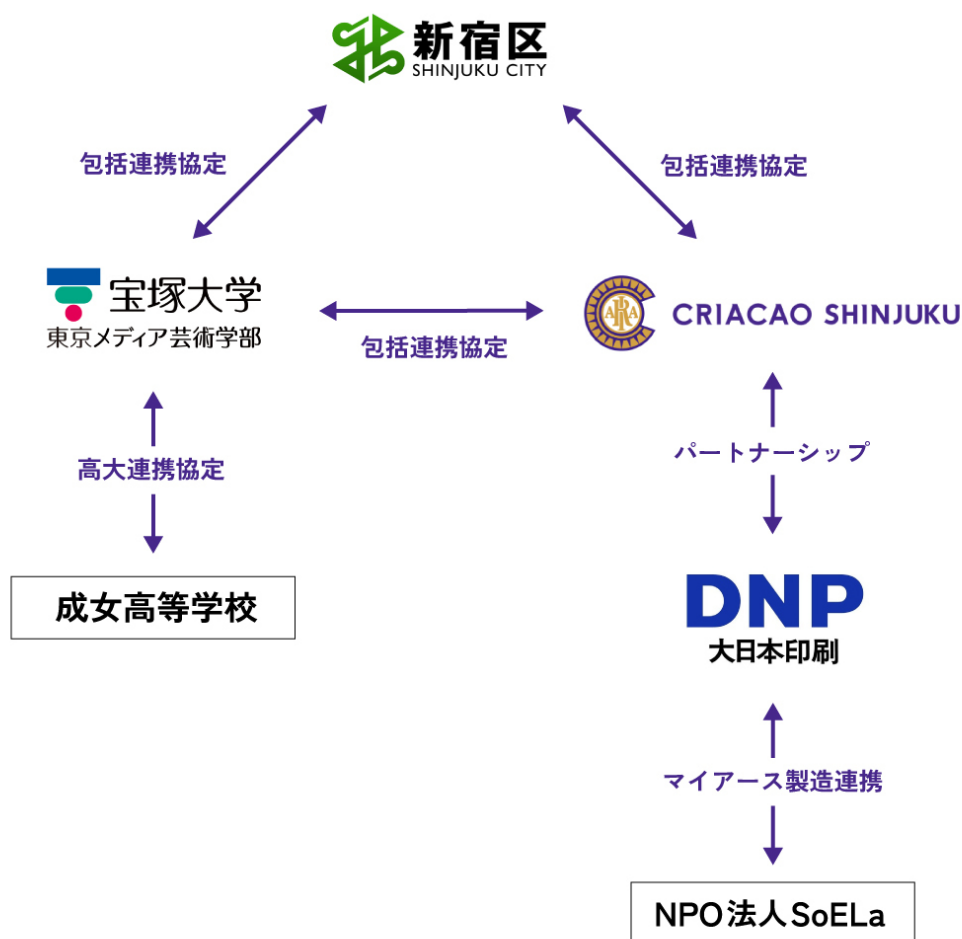 新宿区
SHINJUKU CITY
包括連携協定
包括連携協定
宝塚大学
東京メディア芸術学部
包括連携協定
CRIACAO SHINJUKU
高大連携協定
パートナーシップ
成女高等学校
DNP
大日本印刷
マイアース製造連携
NPO法人SoELa